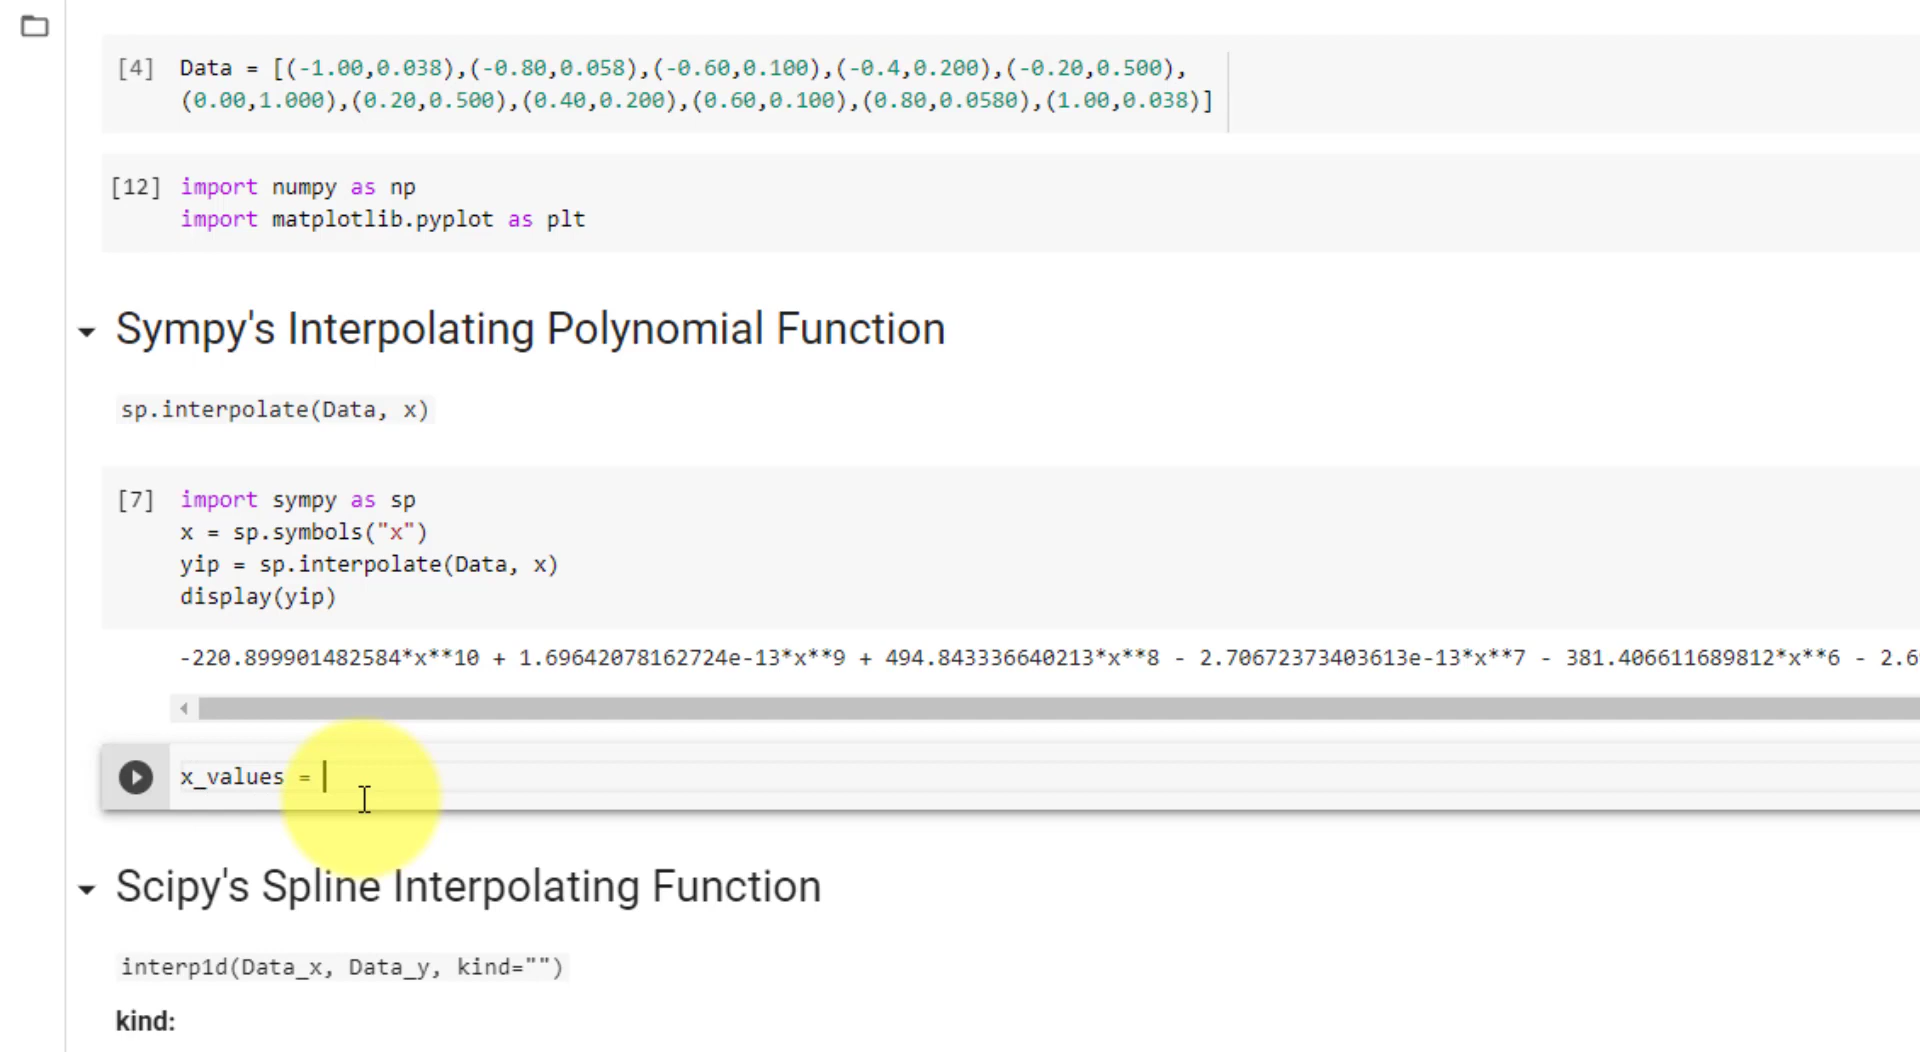 [4] Data = [(-1.00,0.038),(-0.80,0.058),(-0.60,0.100),(-0.4,0.200),(-0.20,0.500),
(0.00,1.000),(0.20,0.500),(0.40,0.200),(0.60,0.100),(0.80,0.0580),(1.00,0.038)]
[12] import numpy as np
import matplotlib.pyplot as plt
Sympy's Interpolating Polynomial Function
sp.interpolate(Data, x)
[7] import sympy as sp
x = sp.symbols("x")
yip = sp.interpolate(Data, x)
display(yip)
-220.899901482584*x**10 + 1.69642078162724e-13*x**9 + 494.843336640213*x**8 - 2.70672373403613e-13*x**7 - 381.406611689812*x**6 - 2.6
x_values =
Scipy's Spline Interpolating Function
interp1d(Data_x, Data_y, kind="")
kind: